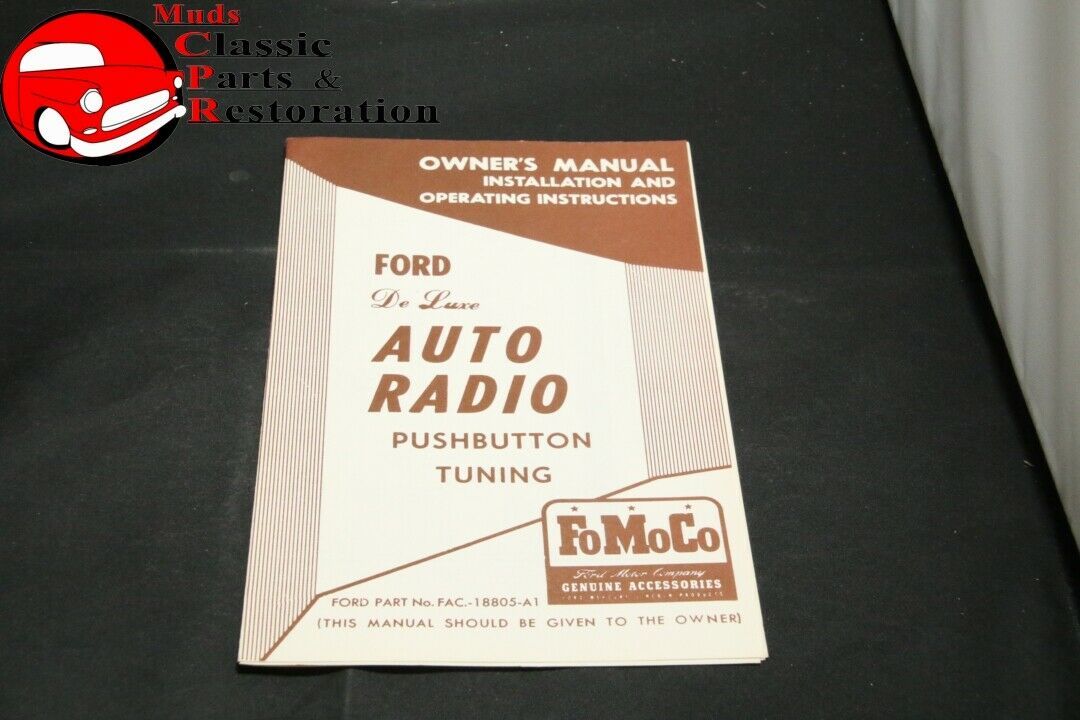 Muds
Classic
Parts &
Restoration
OWNER'S MANUAL
INSTALLATION AND
OPERATING INSTRUCTIONS
FORD
De Luxe
AUTO
RADIO
PUSHBUTTON
TUNING
FoMoCo
Ford Motor Company
GENUINE ACCESSORIES
FORD PART No. FAC.-18805-A1
(THIS MANUAL SHOULD BE GIVEN TO THE OWNER)